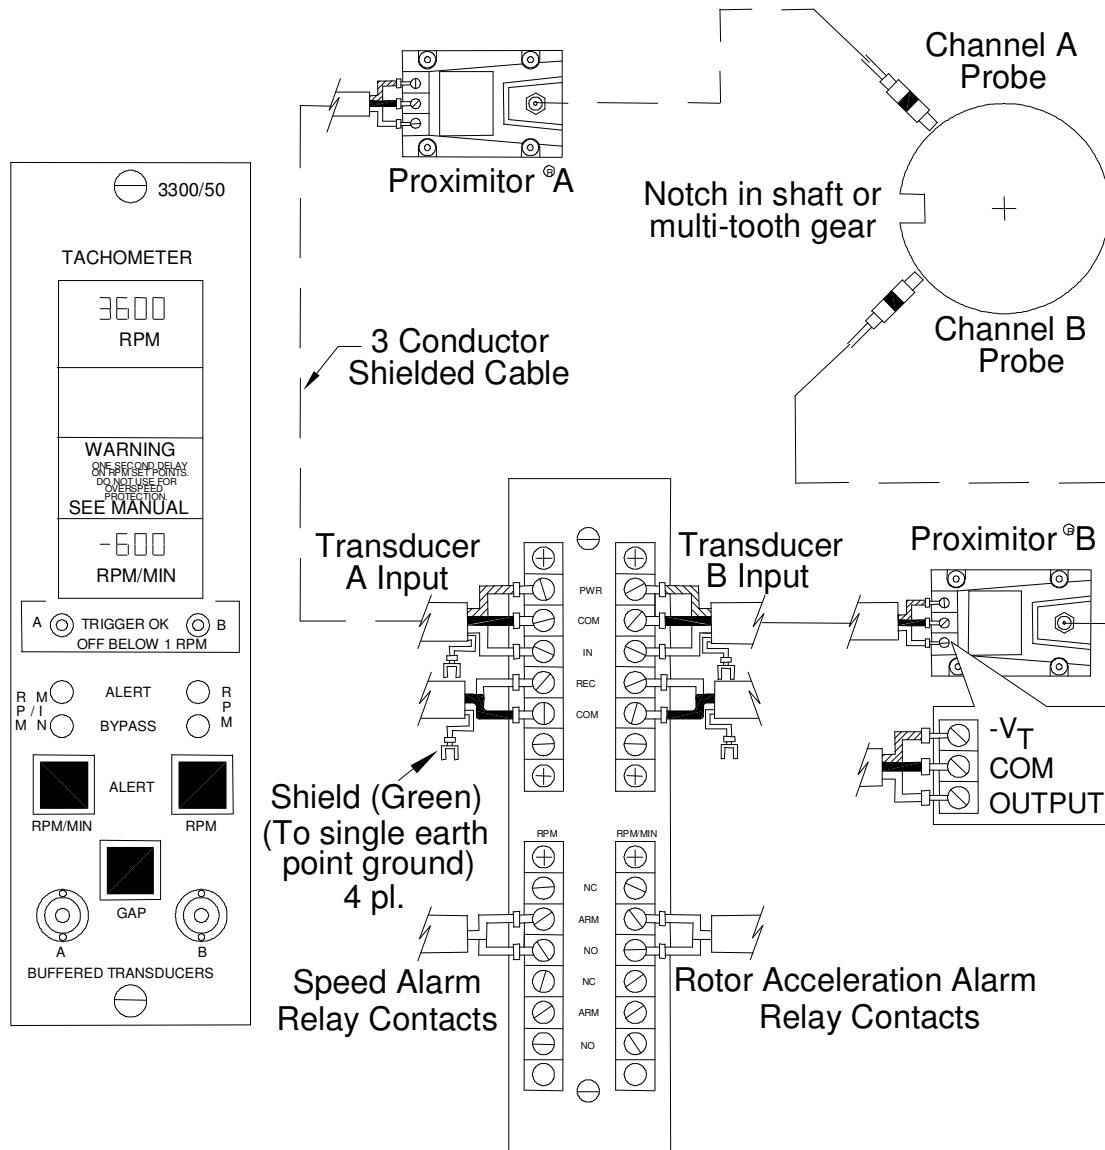 Channel A
Probe
Proximitor ®A
Notch in shaft or
multi-tooth gear
Channel B
Probe
3300/50
TACHOMETER
3600
RPM
WARNING
ONE SECOND DELAY
ON RPM SET POINTS.
DO NOT USE FOR
OVERSPEED
PROTECTION.
SEE MANUAL
-600
RPM/MIN
A TRIGGER OK B
OFF BELOW 1 RPM
RPM/MIN
ALERT
BYPASS
RPM
ALERT
RPM/MIN
RPM
GAP
A
B
BUFFERED TRANSDUCERS
3 Conductor
Shielded Cable
Transducer
A Input
Transducer
B Input
PWR
COM
IN
REC
COM
Proximitor ®B
-VT
COM
OUTPUT
Shield (Green)
(To single earth
point ground)
4 pl.
RPM
RPM/MIN
NC
ARM
NO
NC
ARM
NO
Speed Alarm
Relay Contacts
Rotor Acceleration Alarm
Relay Contacts